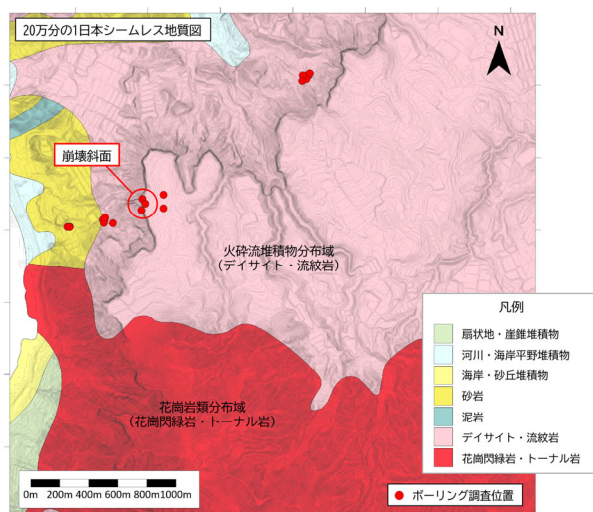 20万分の1日本シームレス地質図
N
崩壊斜面
火砕流堆積物分布域
(デイサイト・流紋岩)
凡例
扇状地・崖錐堆積物
河川・海岸平野堆積物
海岸・砂丘堆積物
砂岩
泥岩
デイサイト・流紋岩
花崗閃緑岩・トーナル岩
花崗岩類分布域
(花崗閃緑岩・トーナル岩)
0m 200m 400m 600m 800m 1000m
ボーリング調査位置